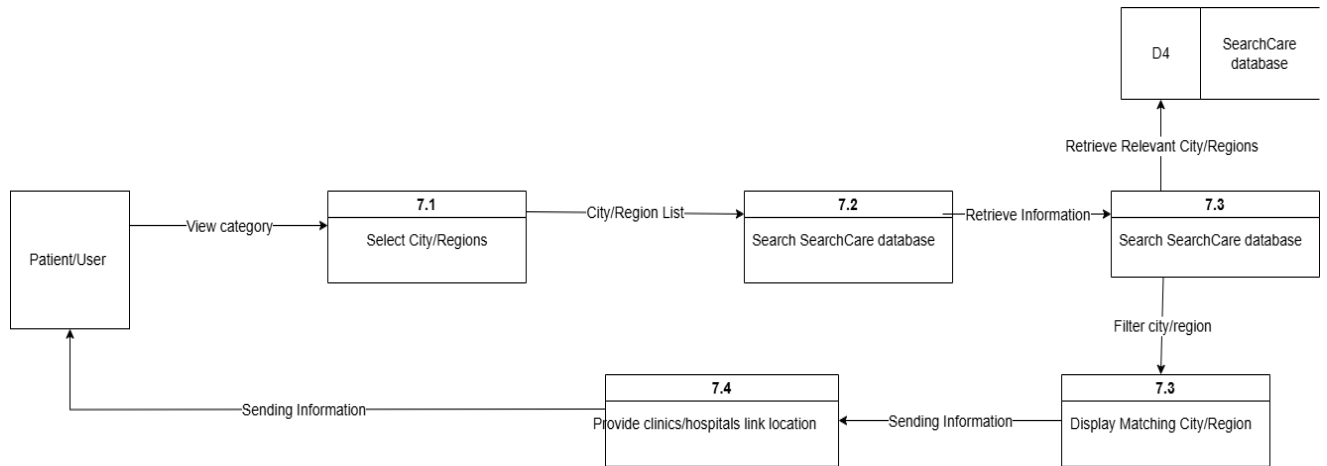 D4
SearchCare
database
Retrieve Relevant City/Regions
Patient/User
View category
7.1
Select City/Regions
City/Region List
7.2
Search SearchCare database
Retrieve Information
7.3
Search SearchCare database
Filter city/region
7.3
Display Matching City/Region
Sending Information
7.4
Provide clinics/hospitals link location
Sending Information